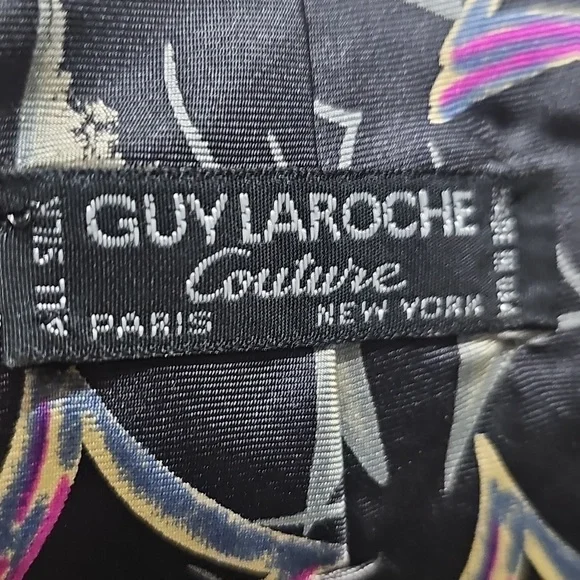 ALL SILK
GUY LAROCHE
Couture
PARIS NEW YORK